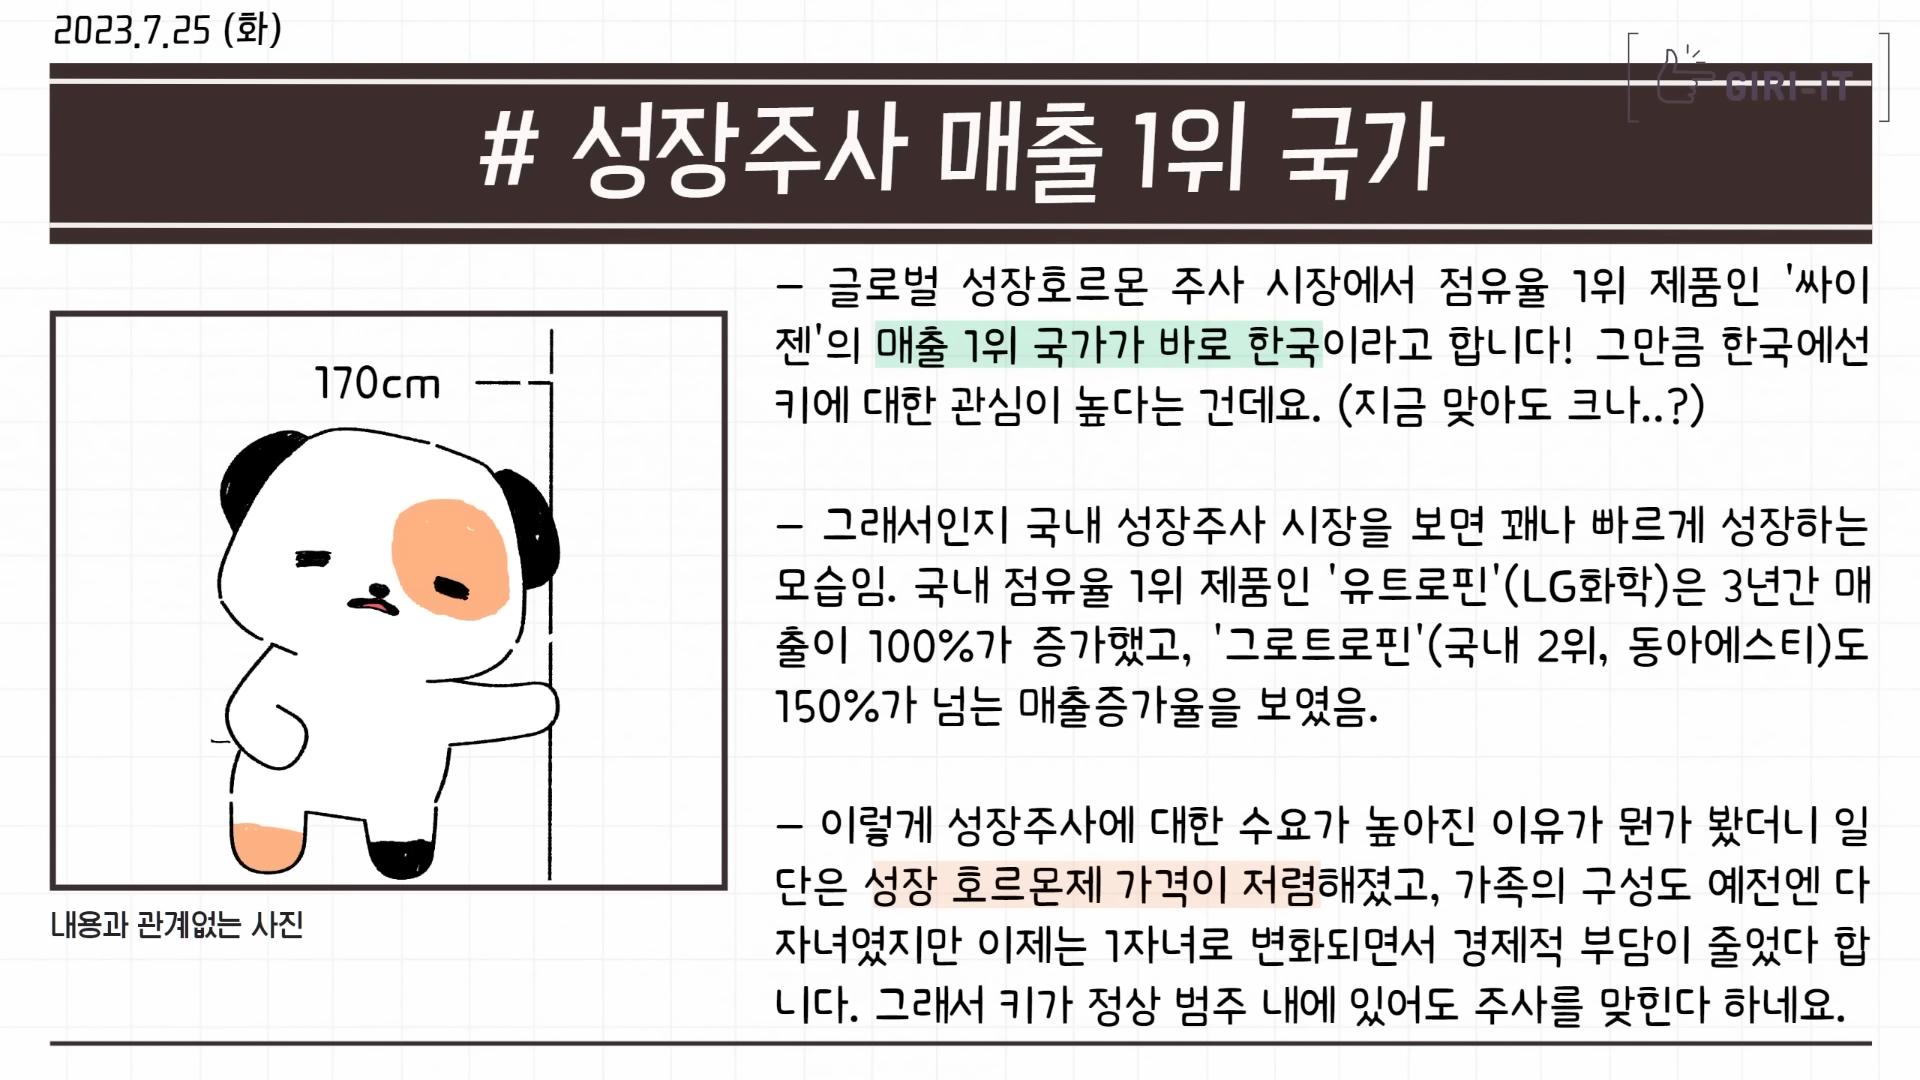 2023.7.25 (화)
GIRI-IT
# 성장주사 매출 1위 국가
170cm
내용과 관계없는 사진
– 글로벌 성장호르몬 주사 시장에서 점유율 1위 제품인 '싸이
젠'의 매출 1위 국가가 바로 한국이라고 합니다! 그만큼 한국에선
키에 대한 관심이 높다는 건데요. (지금 맞아도 크나..?)
– 그래서인지 국내 성장주사 시장을 보면 꽤나 빠르게 성장하는
모습임. 국내 점유율 1위 제품인 '유트로핀'(LG화학)은 3년간 매
출이 100%가 증가했고, '그로트로핀'(국내 2위, 동아에스티)도
150%가 넘는 매출증가율을 보였음.
– 이렇게 성장주사에 대한 수요가 높아진 이유가 뭔가 봤더니 일
단은 성장 호르몬제 가격이 저렴해졌고, 가족의 구성도 예전엔 다
자녀였지만 이제는 1자녀로 변화되면서 경제적 부담이 줄었다 합
니다. 그래서 키가 정상 범주 내에 있어도 주사를 맞힌다 하네요.